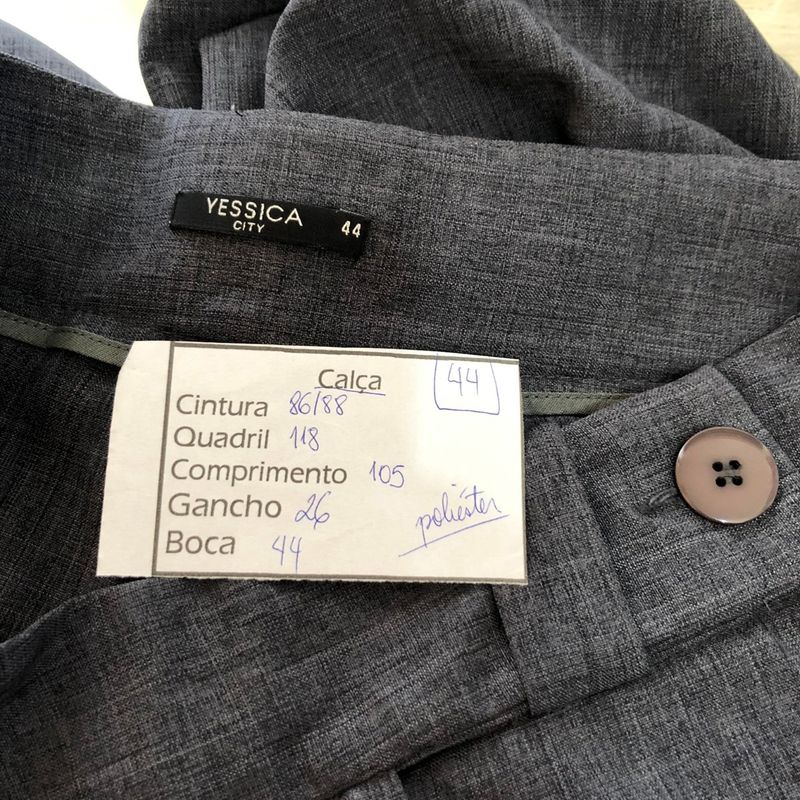 YESSICA
CITY
44
Calça
44
Cintura 86/88
Quadril 118
Comprimento 105
Gancho 26
poliéster
Boca 44